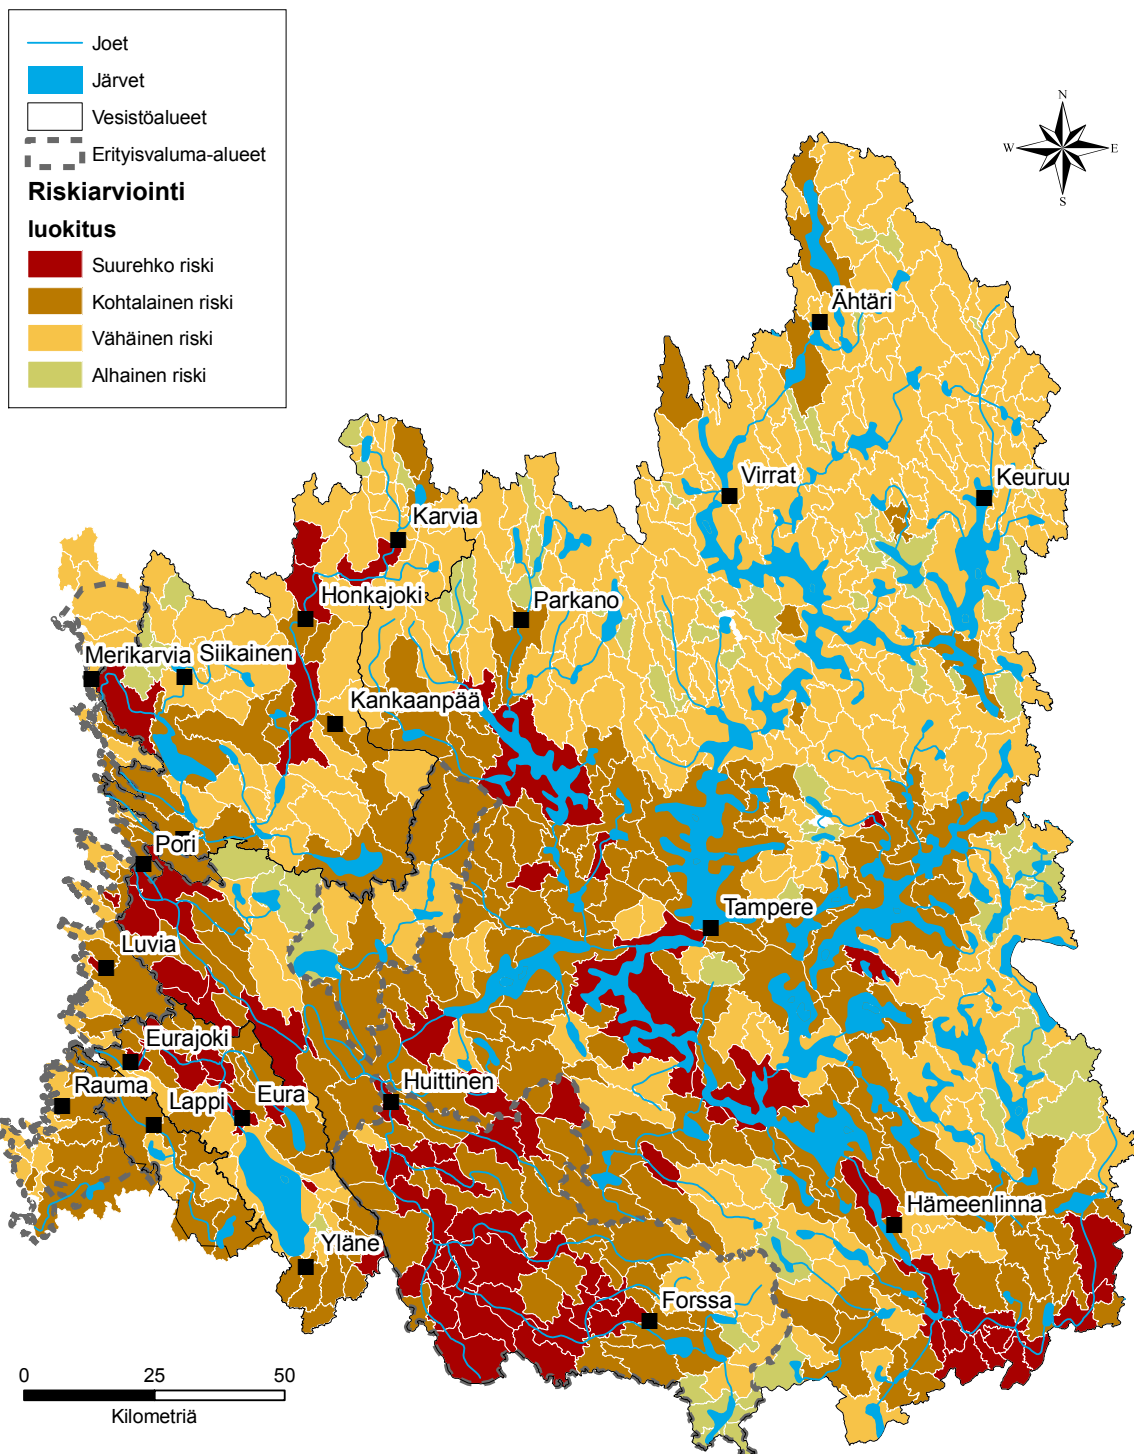 Joet
Järvet
Vesistöalueet
Erityisvaluma-alueet
Riskiarviointi
luokitus
Suurehko riski
Kohtalainen riski
Vähäinen riski
Alhainen riski
N
W
E
S
Ähtäri
Virrat
Keuruu
Karvia
Honkajoki
Parkano
Merikarvia
Siikainen
Kankaanpää
Pori
Tampere
Luvia
Eurajoki
Rauma
Lappi
Eura
Huittinen
Hämeenlinna
Yläne
Forssa
0 25 50
Kilometriä